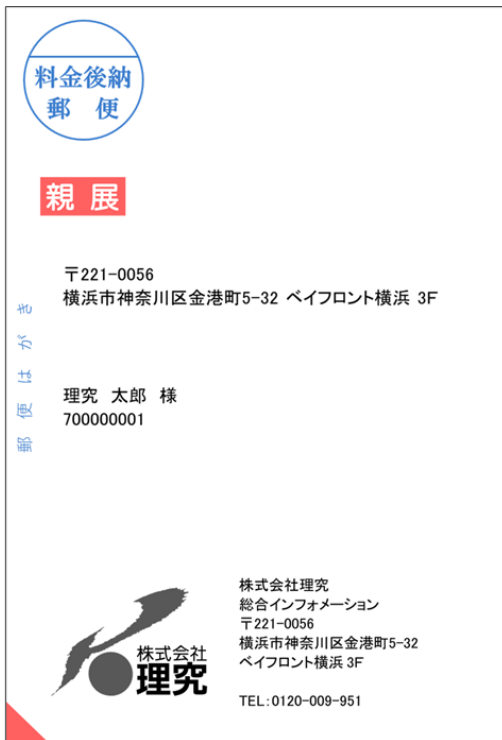 料金後納
郵 便
親 展
〒221-0056
横浜市神奈川区金港町5-32 ベイフロント横浜 3F
郵便はがき
理究 太郎 様
700000001
株式会社
理究
株式会社理究
総合インフォメーション
〒221-0056
横浜市神奈川区金港町5-32
ベイフロント横浜 3F
TEL:0120-009-951